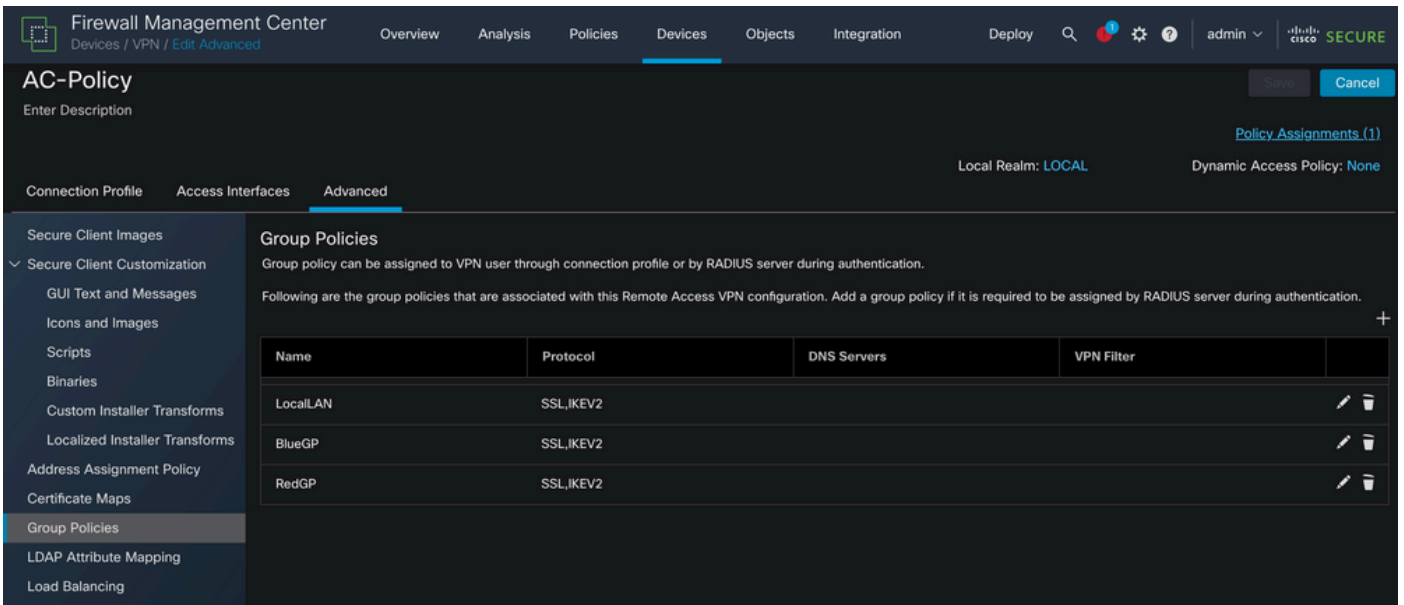 Firewall Management Center
Devices / VPN / Edit Advanced
Overview Analysis Policies Devices Objects Integration Deploy 1 admin cisco SECURE
AC-Policy
Save Cancel
Enter Description
Policy Assignments (1)
Local Realm: LOCAL Dynamic Access Policy: None
Connection Profile Access Interfaces Advanced
Secure Client Images
Secure Client Customization
GUI Text and Messages
Icons and Images
Scripts
Binaries
Custom Installer Transforms
Localized Installer Transforms
Address Assignment Policy
Certificate Maps
Group Policies
LDAP Attribute Mapping
Load Balancing
Group Policies
Group policy can be assigned to VPN user through connection profile or by RADIUS server during authentication.
Following are the group policies that are associated with this Remote Access VPN configuration. Add a group policy if it is required to be assigned by RADIUS server during authentication.
+
Name Protocol DNS Servers VPN Filter
LocalLAN SSL,IKEV2
BlueGP SSL,IKEV2
RedGP SSL,IKEV2